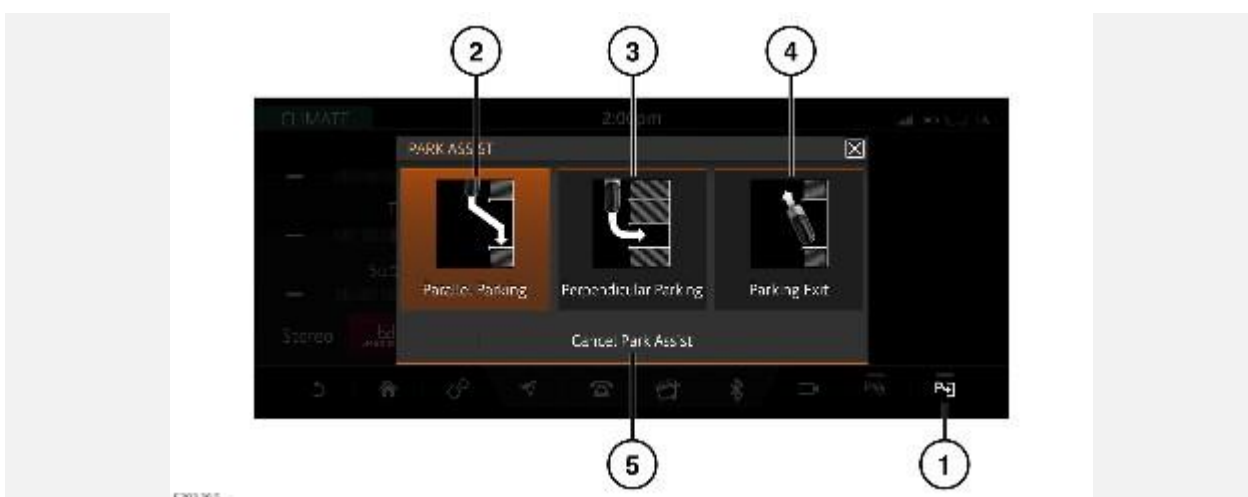 2 3 4
CLIMATE 2:00pm
PARK ASSIST
Parallel Parking Perpendicular Parking Parking Exit
Stereo
Cancel Park Assist
5 1